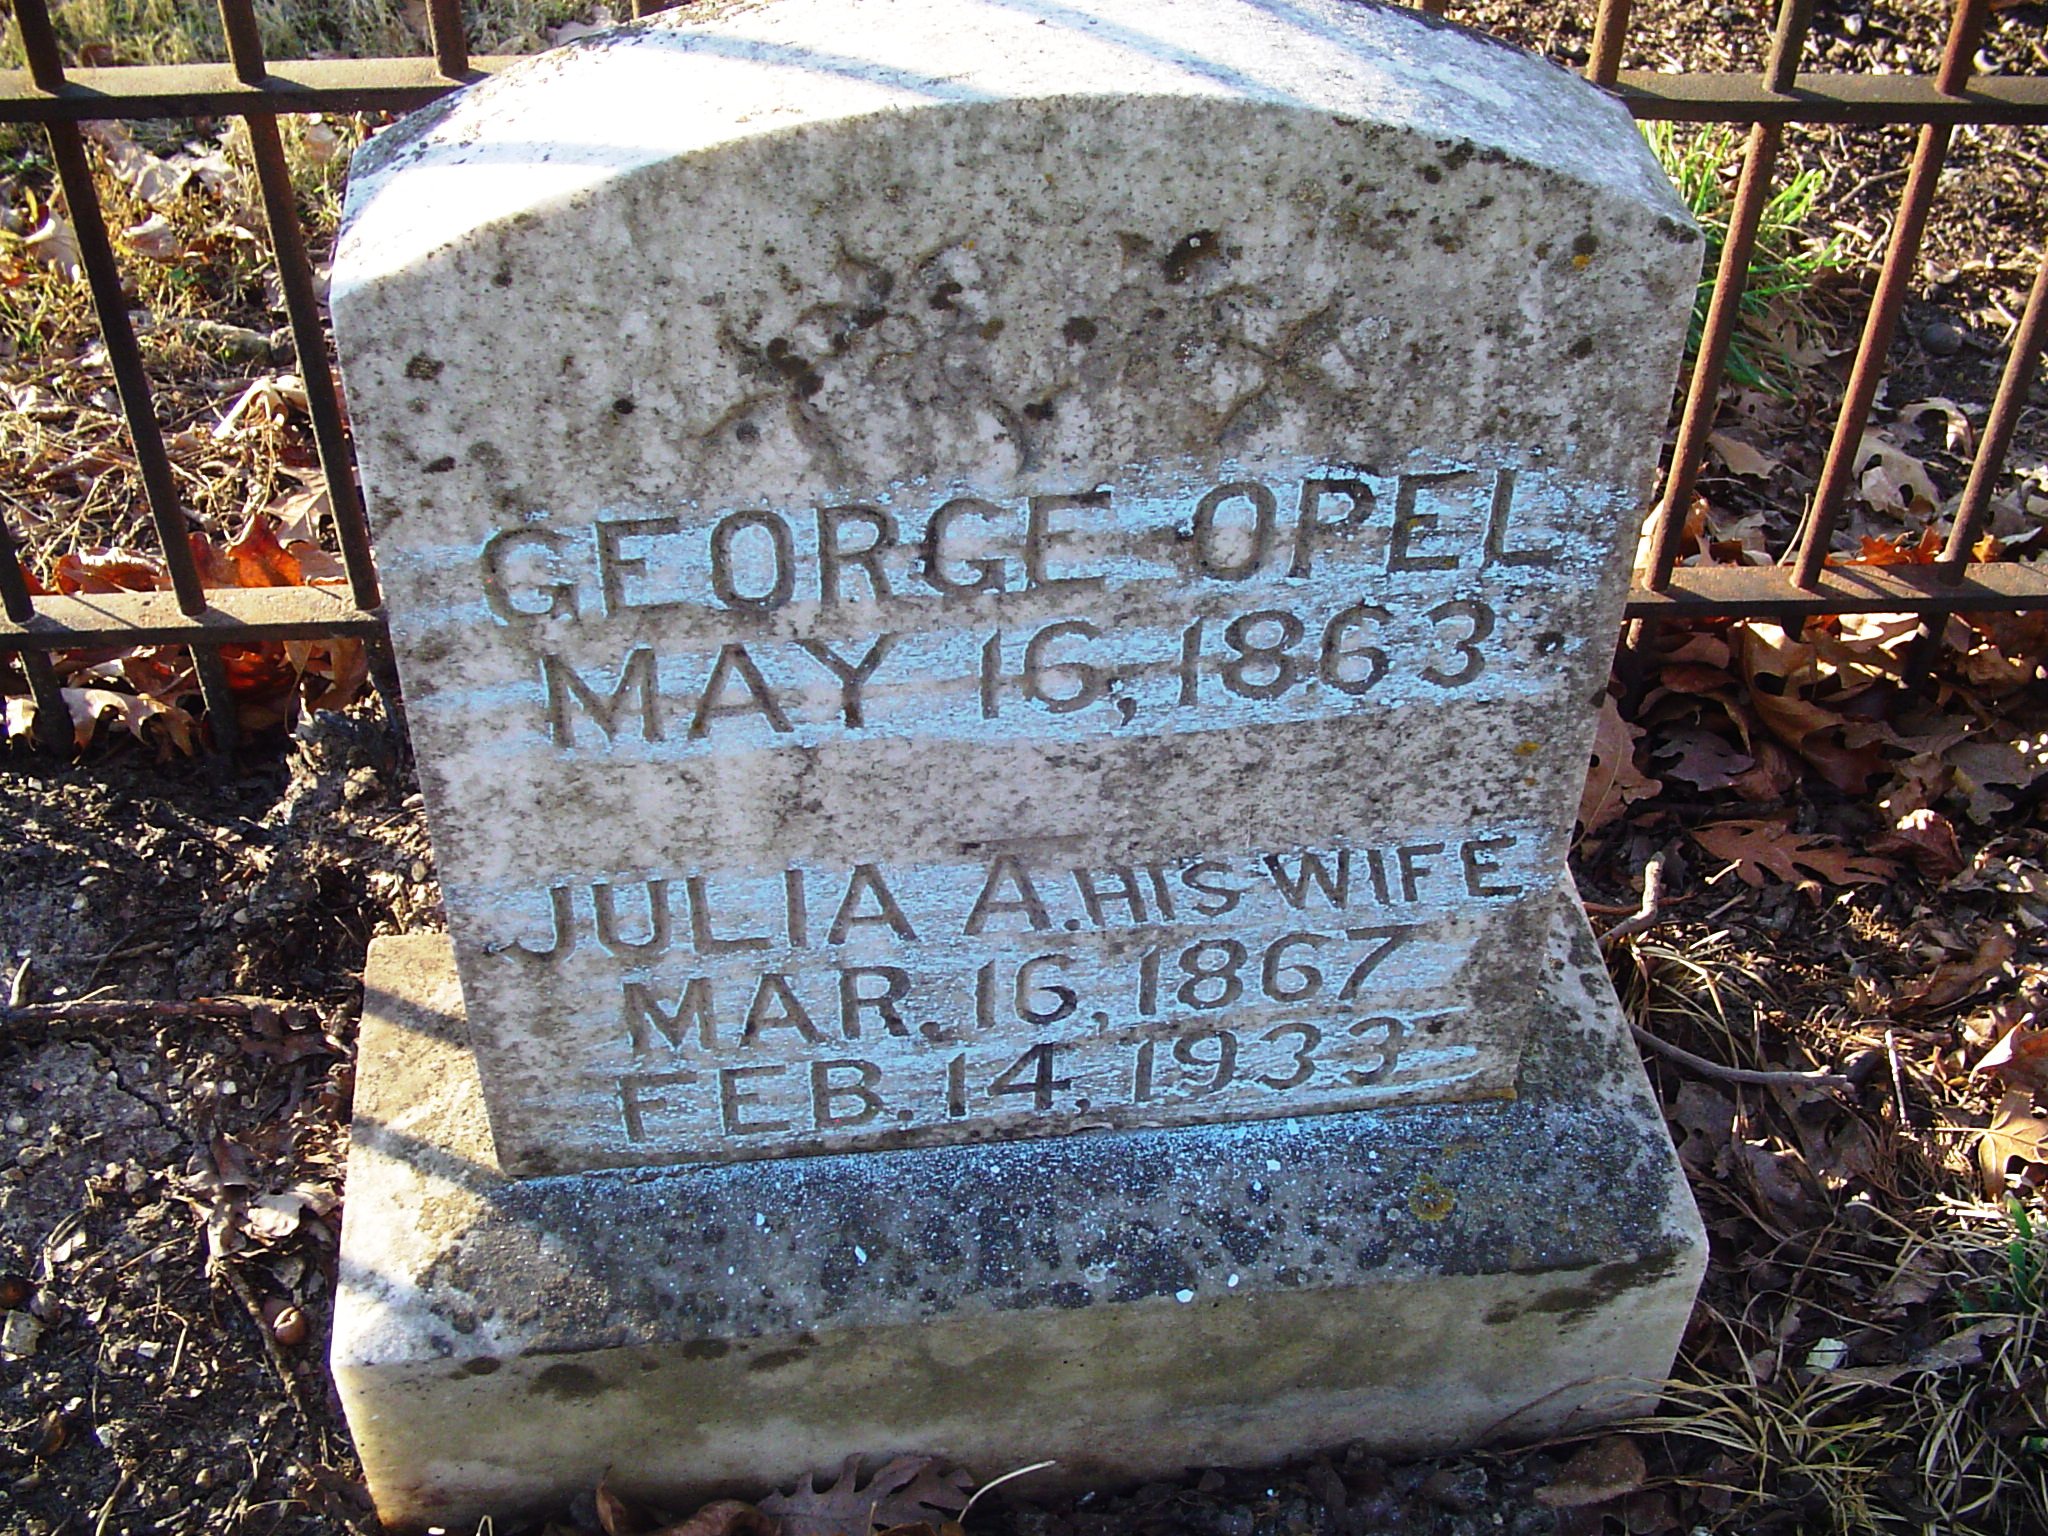 GEORGE OPEL
MAY 16, 1863
JULIA A. HIS WIFE
MAR. 16, 1867
FEB. 14, 1933